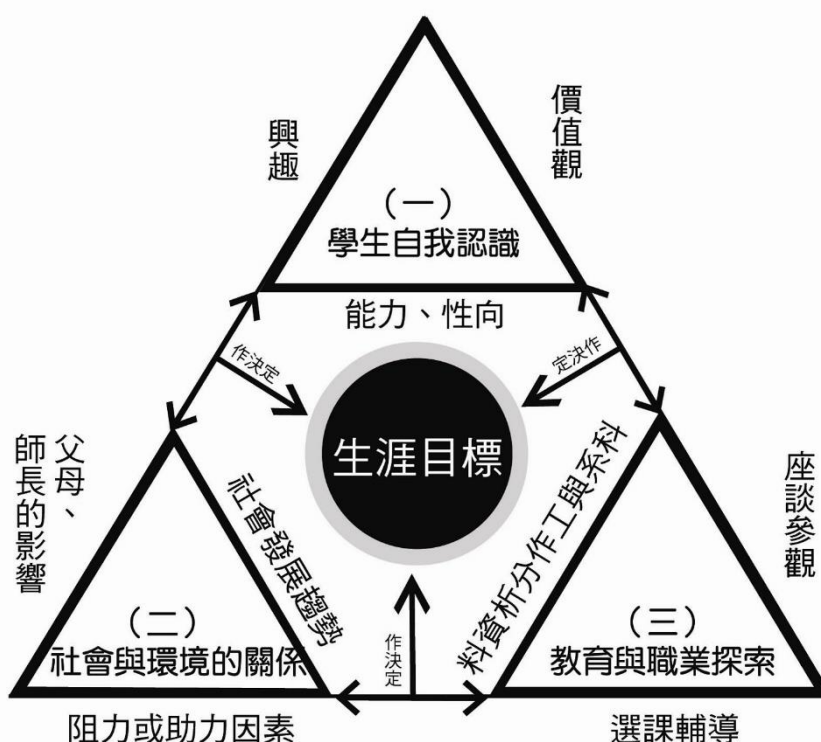 興趣
價值觀
（一）
學生自我認識
能力、性向
作決定
定決作
生涯目標
父母、
師長的影響
社會發展趨勢
料資析分作工與系科
座談參觀
（二）
社會與環境的關係
作決定
（三）
教育與職業探索
阻力或助力因素
選課輔導